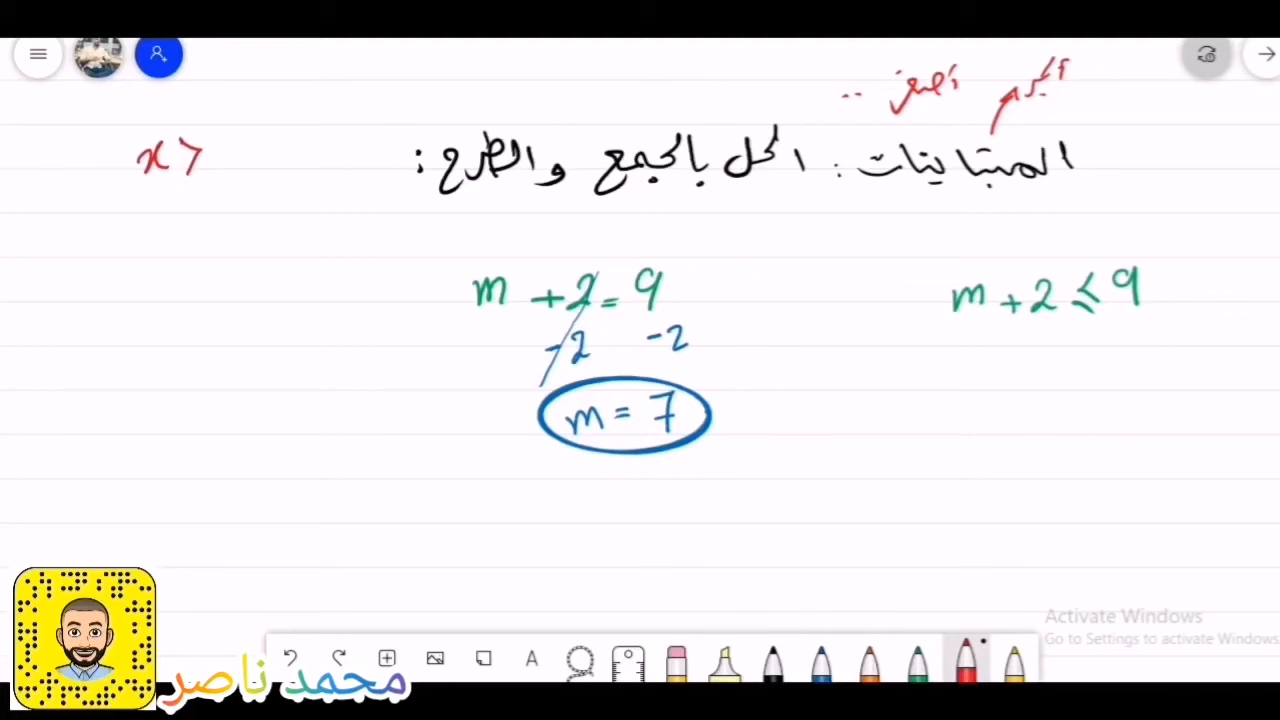 أكبر أصغر ..
المتباينات : الحل بالجمع والطرح :
x >
m + 2 = 9
-2 -2
m = 7
m + 2 ≤ 9
Activate Windows
Go to Settings to activate Windows.
محمد ناصر